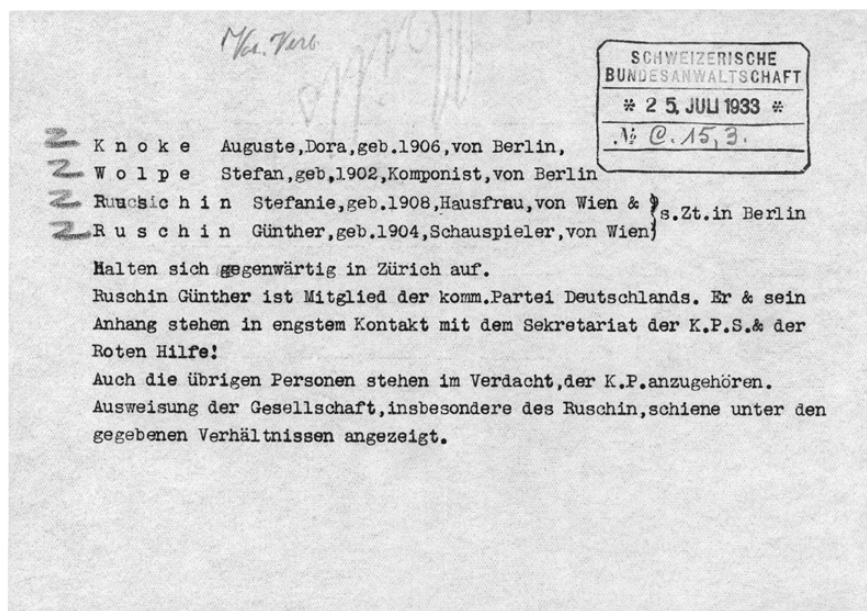 SCHWEIZERISCHE
BUNDESANWALTSCHAFT
* 25. JULI 1933 *
№ C.15,3.
K n o k e Auguste,Dora,geb.1906,von Berlin,
W o l p e Stefan,geb,1902,Komponist,von Berlin
R u s c h i n Stefanie,geb.1908,Hausfrau,von Wien &
s.Zt.in Berlin
R u s c h i n Günther,geb.1904,Schauspieler,von Wien
Halten sich gegenwärtig in Zürich auf.
Ruschin Günther ist Mitglied der komm.Partei Deutschlands. Er & sein
Anhang stehen in engstem Kontakt mit dem Sekretariat der K.P.S.& der
Roten Hilfe!
Auch die übrigen Personen stehen im Verdacht,der K.P.anzugehören.
Ausweisung der Gesellschaft,insbesondere des Ruschin,schiene unter den
gegebenen Verhältnissen angezeigt.